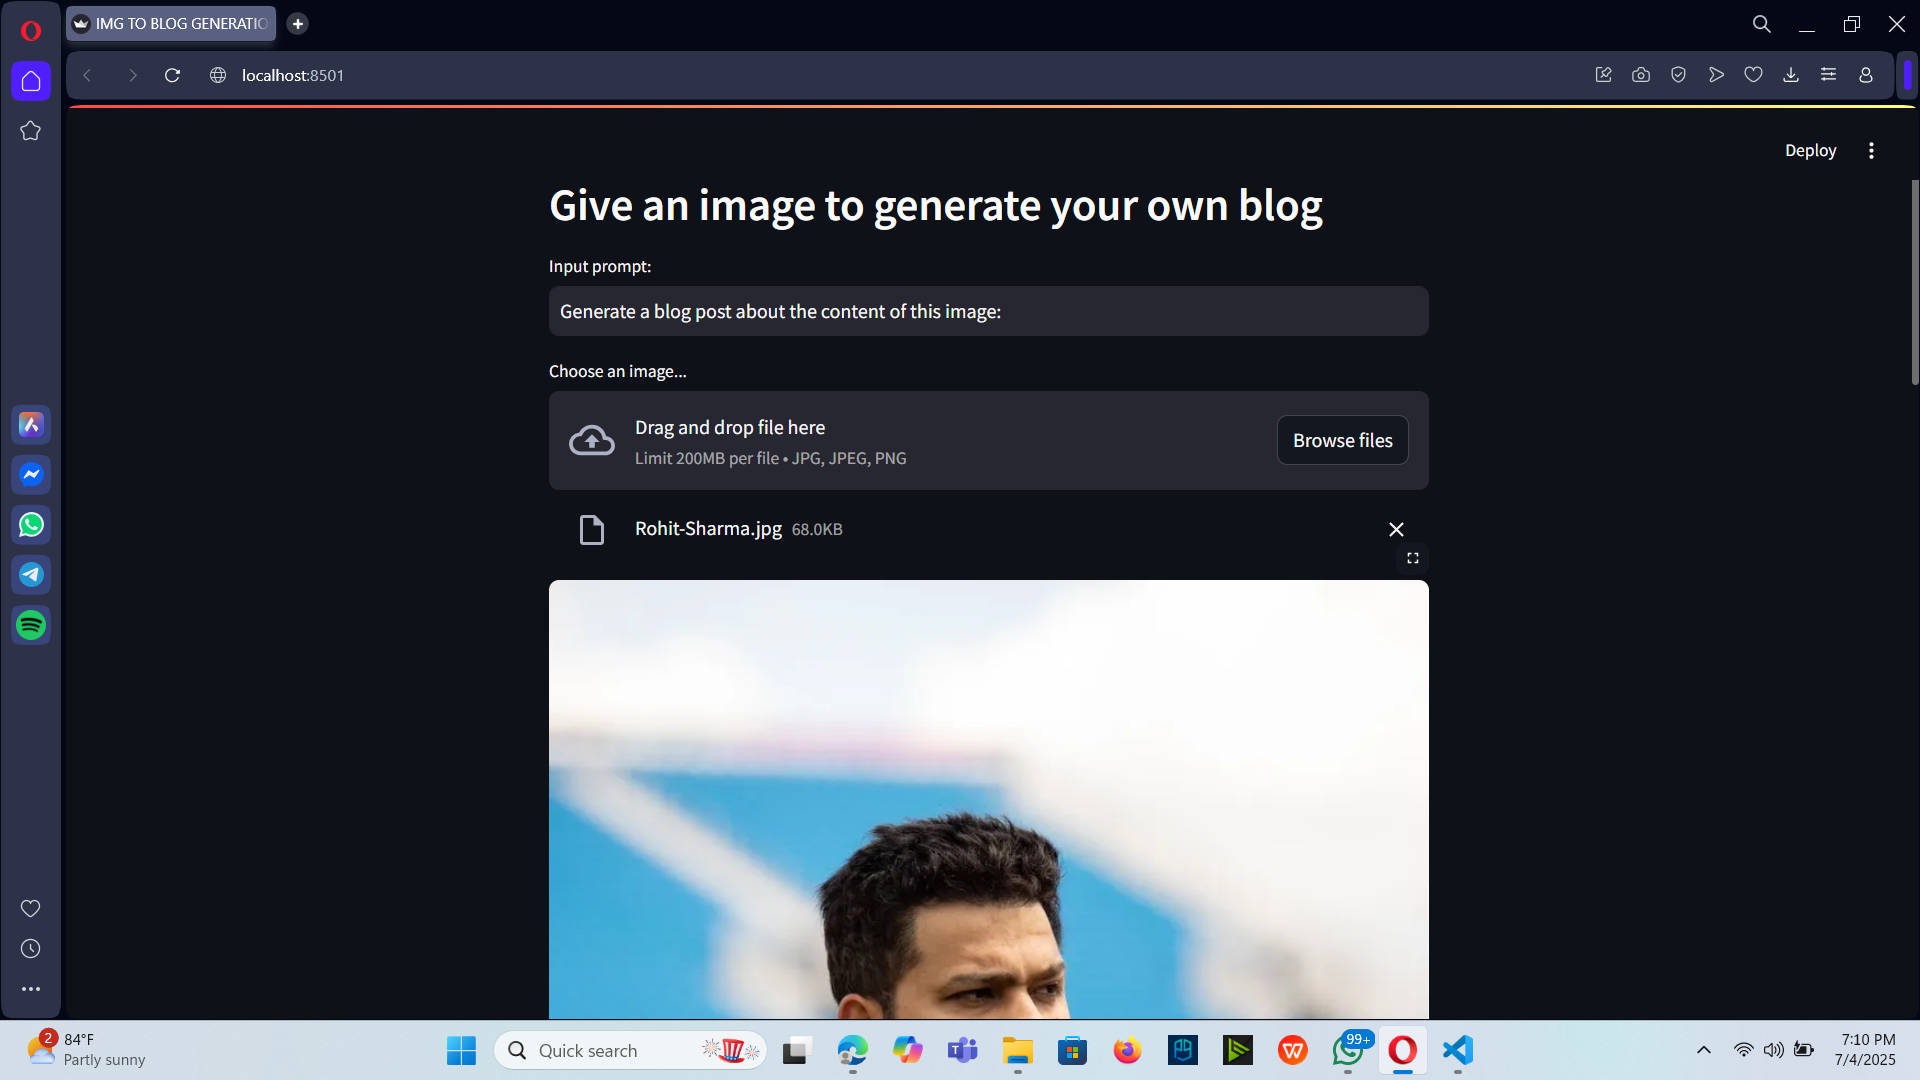 IMG TO BLOG GENERATIO
localhost:8501
Deploy
Give an image to generate your own blog
Input prompt:
Generate a blog post about the content of this image:
Choose an image...
Drag and drop file here
Limit 200MB per file • JPG, JPEG, PNG
Browse files
Rohit-Sharma.jpg 68.0KB
2
84°F
Partly sunny
Quick search
99+
7:10 PM
7/4/2025